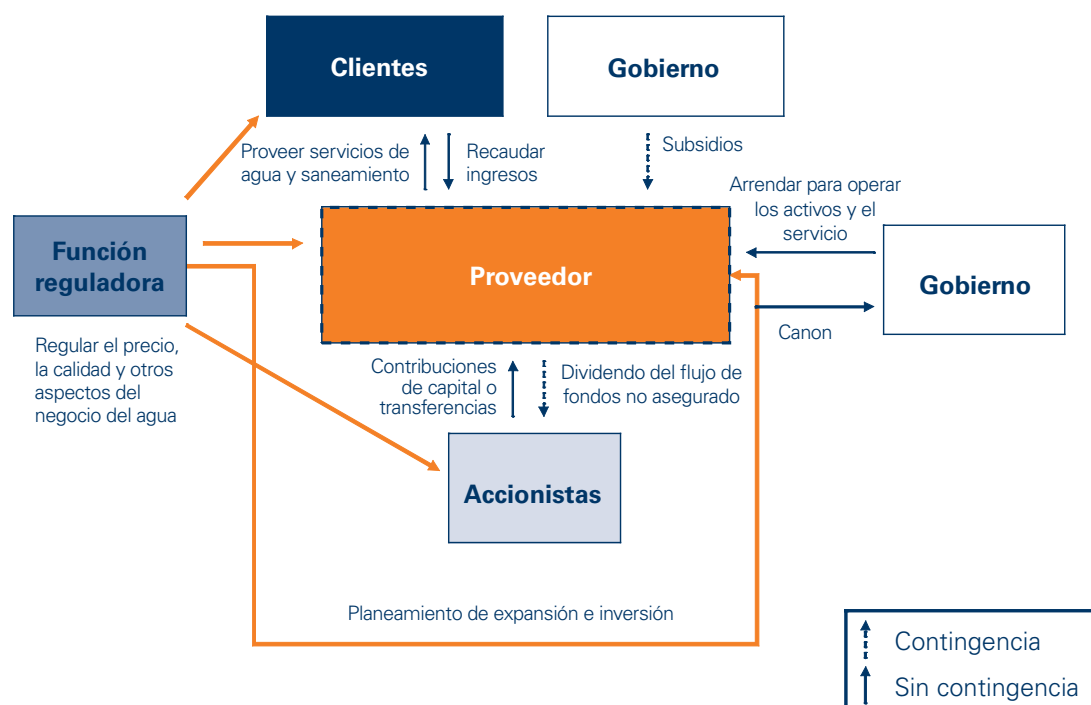 Clientes
Gobierno
Proveer servicios de
agua y saneamiento
Recaudar
ingresos
Subsidios
Arrendar para operar
los activos y el
servicio
Función
reguladora
Proveedor
Gobierno
Canon
Regular el precio,
la calidad y otros
aspectos del
negocio del agua
Contribuciones
de capital o
transferencias
Dividendo del flujo de
fondos no asegurado
Accionistas
Planeamiento de expansión e inversión
Contingencia
Sin contingencia